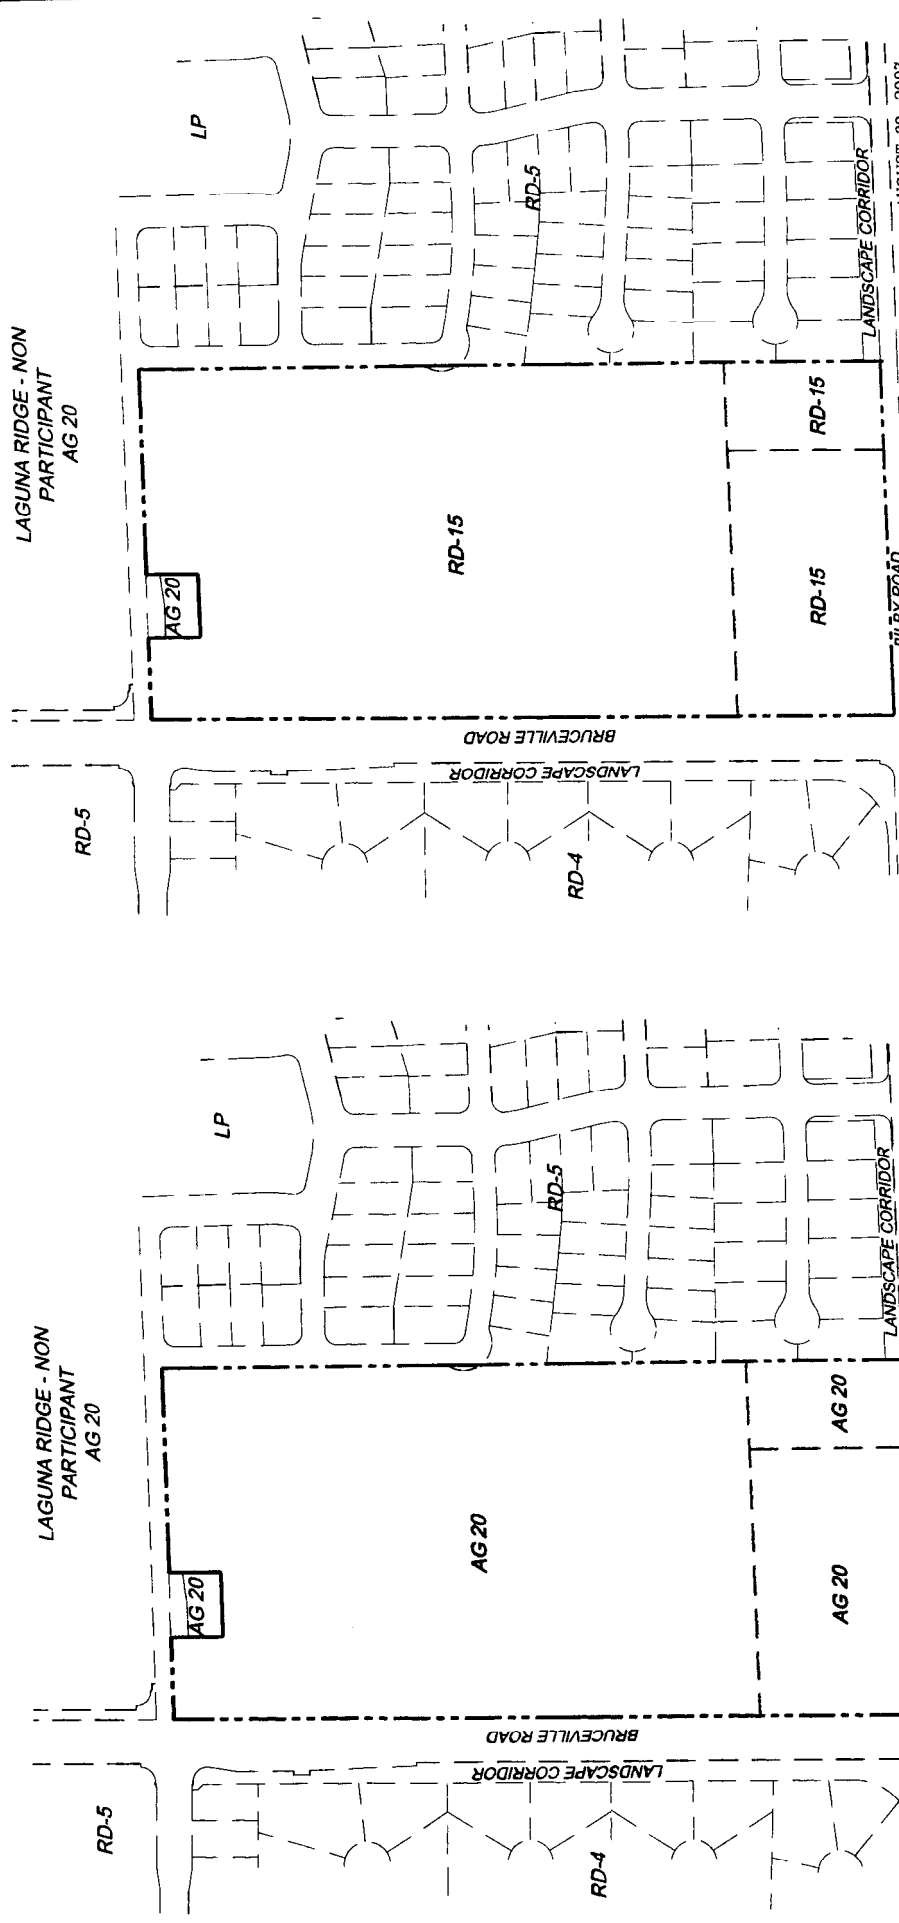 LAGUNA RIDGE - NON
PARTICIPANT
AG 20
LP
RD-5
AG 20
RD-15
RD-15
RD-15
RD-5
BRUCEVILLE ROAD
LANDSCAPE CORRIDOR
RD-4
LANDSCAPE CORRIDOR
LAGUNA RIDGE - NON
PARTICIPANT
AG 20
LP
RD-5
AG 20
AG 20
AG 20
AG 20
RD-5
BRUCEVILLE ROAD
LANDSCAPE CORRIDOR
RD-4
LANDSCAPE CORRIDOR